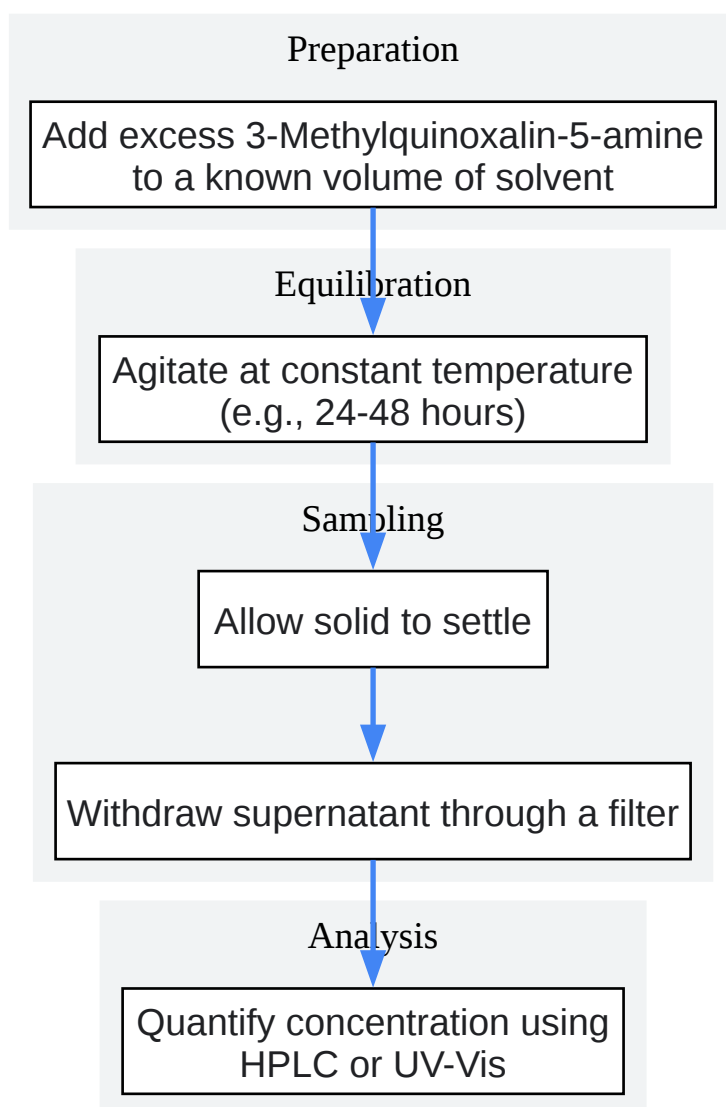 Preparation
Add excess 3-Methylquinoxalin-5-amine
to a known volume of solvent
Equilibration
Agitate at constant temperature
(e.g., 24-48 hours)
Sampling
Allow solid to settle
Withdraw supernatant through a filter
Analysis
Quantify concentration using
HPLC or UV-Vis